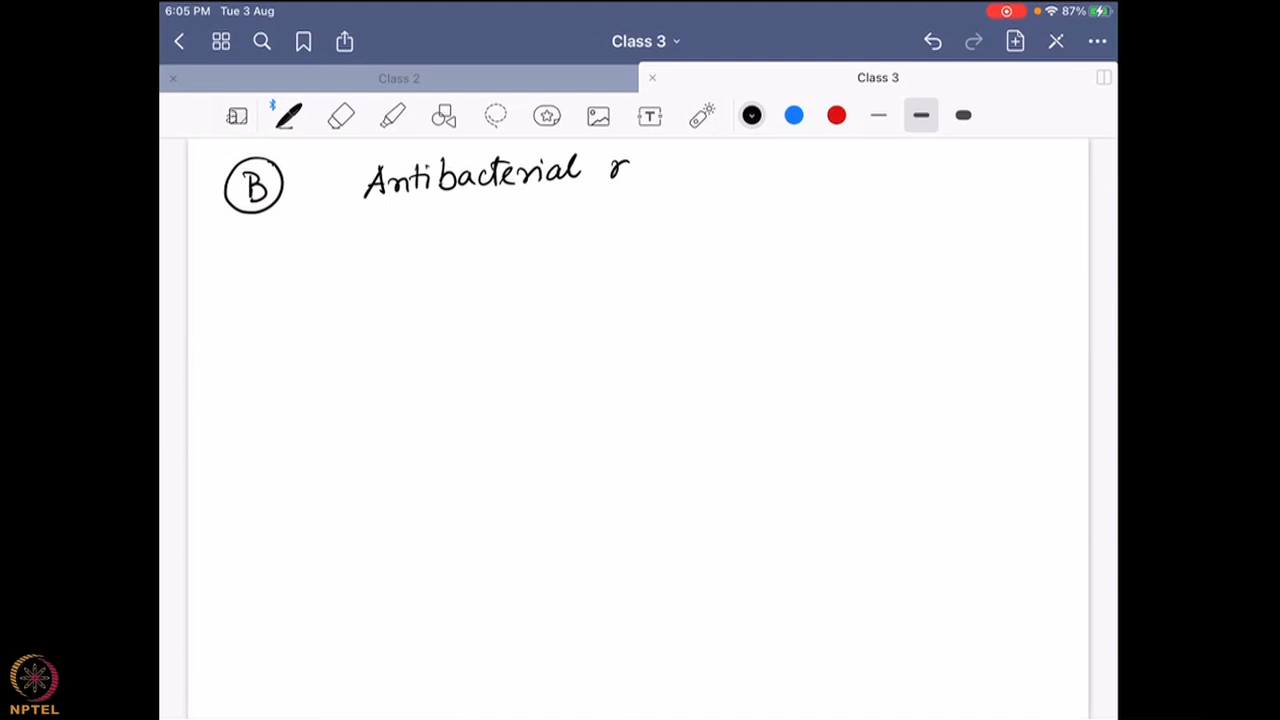 6:05 PM Tue 3 Aug 87%
Class 3
Class 2 Class 3
T
B Antibacterial r
NPTEL